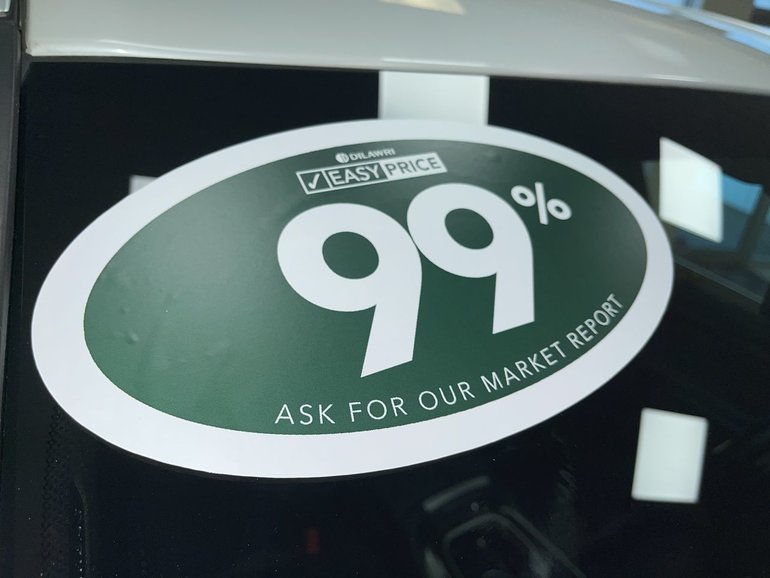 DILAWRI
EASY PRICE
99%
ASK FOR OUR MARKET REPORT